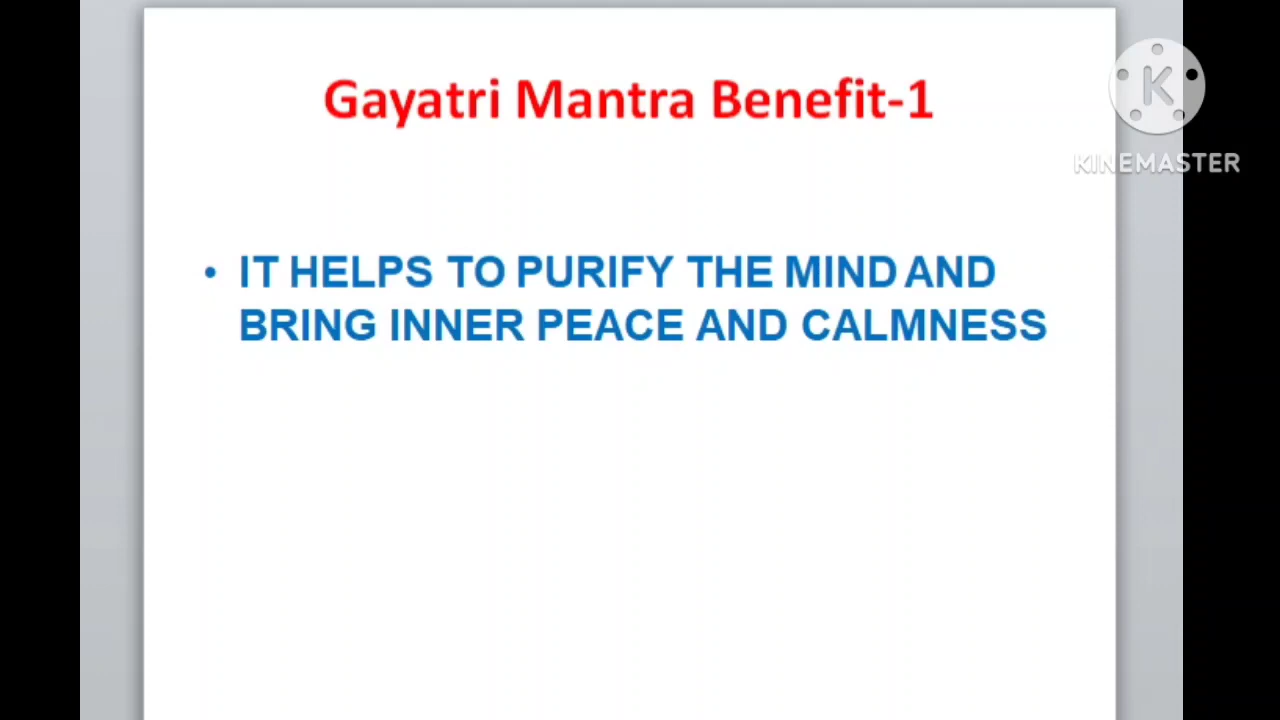 Gayatri Mantra Benefit-1
K
KINEMASTER
• IT HELPS TO PURIFY THE MIND AND
BRING INNER PEACE AND CALMNESS